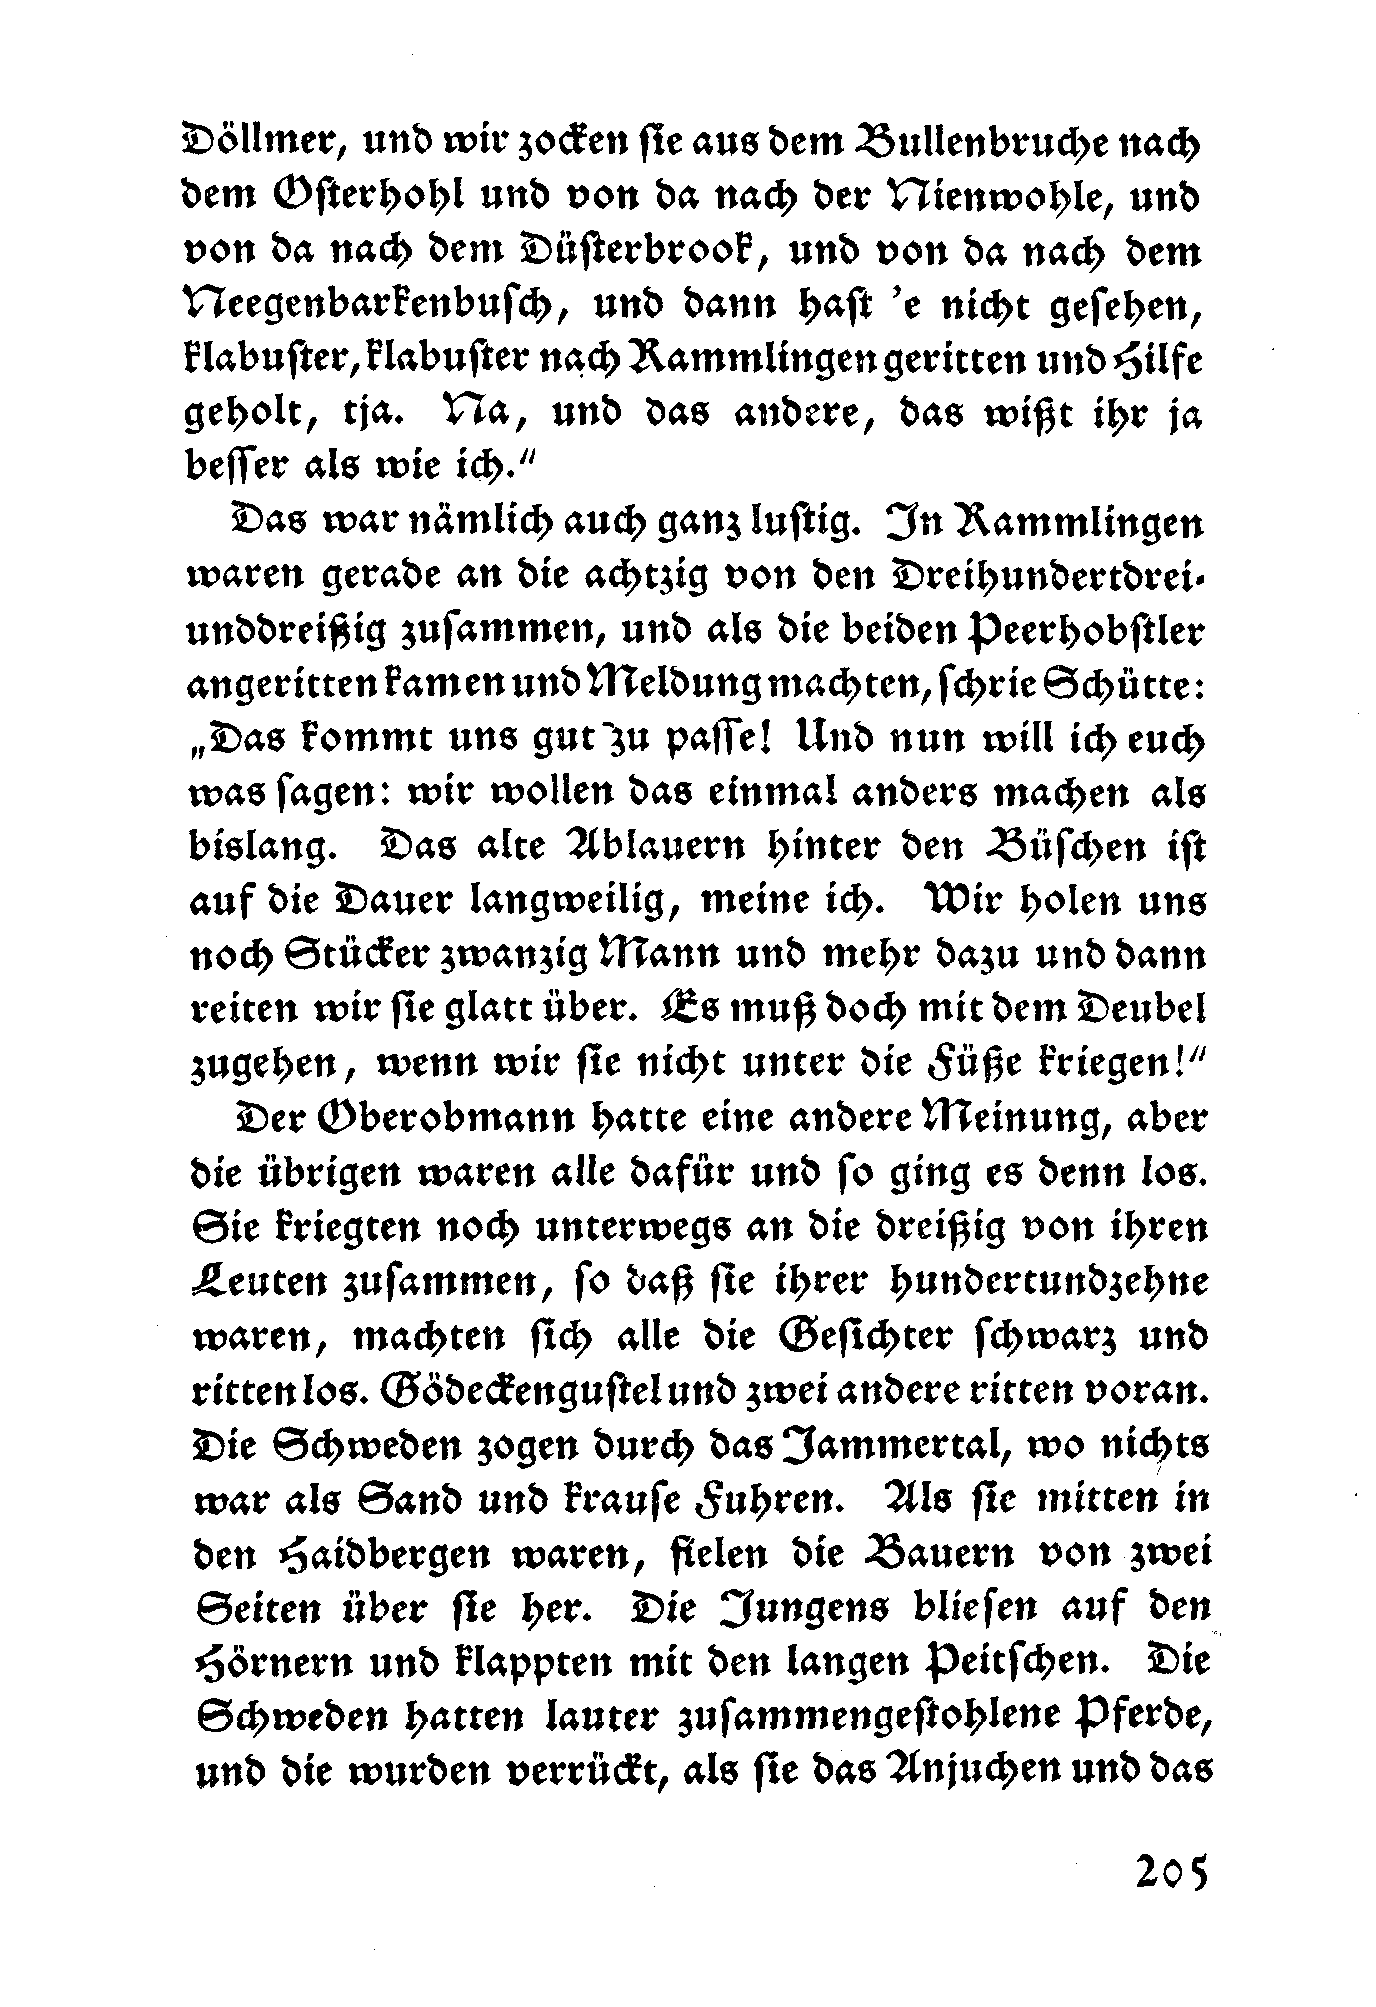 Döllmer, und wir zocken sie aus dem Bullenbruche nach
dem Osterhohl und von da nach der Nienwohle, und
von da nach dem Düsterbrook, und von da nach dem
Neegenbarkenbusch, und dann hast 'e nicht gesehen,
klabuster, klabuster nach Rammlingen geritten und Hilfe
geholt, tja. Na, und das andere, das wißt ihr ja
besser als wie ich.“
Das war nämlich auch ganz lustig. In Rammlingen
waren gerade an die achtzig von den Dreihundertdrei-
unddreißig zusammen, und als die beiden Peerhobstler
angeritten kamen und Meldung machten, schrie Schütte:
„Das kommt uns gut zu passe! Und nun will ich euch
was sagen: wir wollen das einmal anders machen als
bislang. Das alte Ablauern hinter den Büschen ist
auf die Dauer langweilig, meine ich. Wir holen uns
noch Stücker zwanzig Mann und mehr dazu und dann
reiten wir sie glatt über. Es muß doch mit dem Deubel
zugehen, wenn wir sie nicht unter die Füße kriegen!“
Der Oberobmann hatte eine andere Meinung, aber
die übrigen waren alle dafür und so ging es denn los.
Sie kriegten noch unterwegs an die dreißig von ihren
Leuten zusammen, so daß sie ihrer hundertundzehne
waren, machten sich alle die Gesichter schwarz und
ritten los. Gödeckengustel und zwei andere ritten voran.
Die Schweden zogen durch das Jammertal, wo nichts
war als Sand und krause Fuhren. Als sie mitten in
den Haidbergen waren, fielen die Bauern von zwei
Seiten über sie her. Die Jungens bliesen auf den
Hörnern und klappten mit den langen Peitschen. Die
Schweden hatten lauter zusammengestohlene Pferde,
und die wurden verrückt, als sie das Anjuchen und das
205